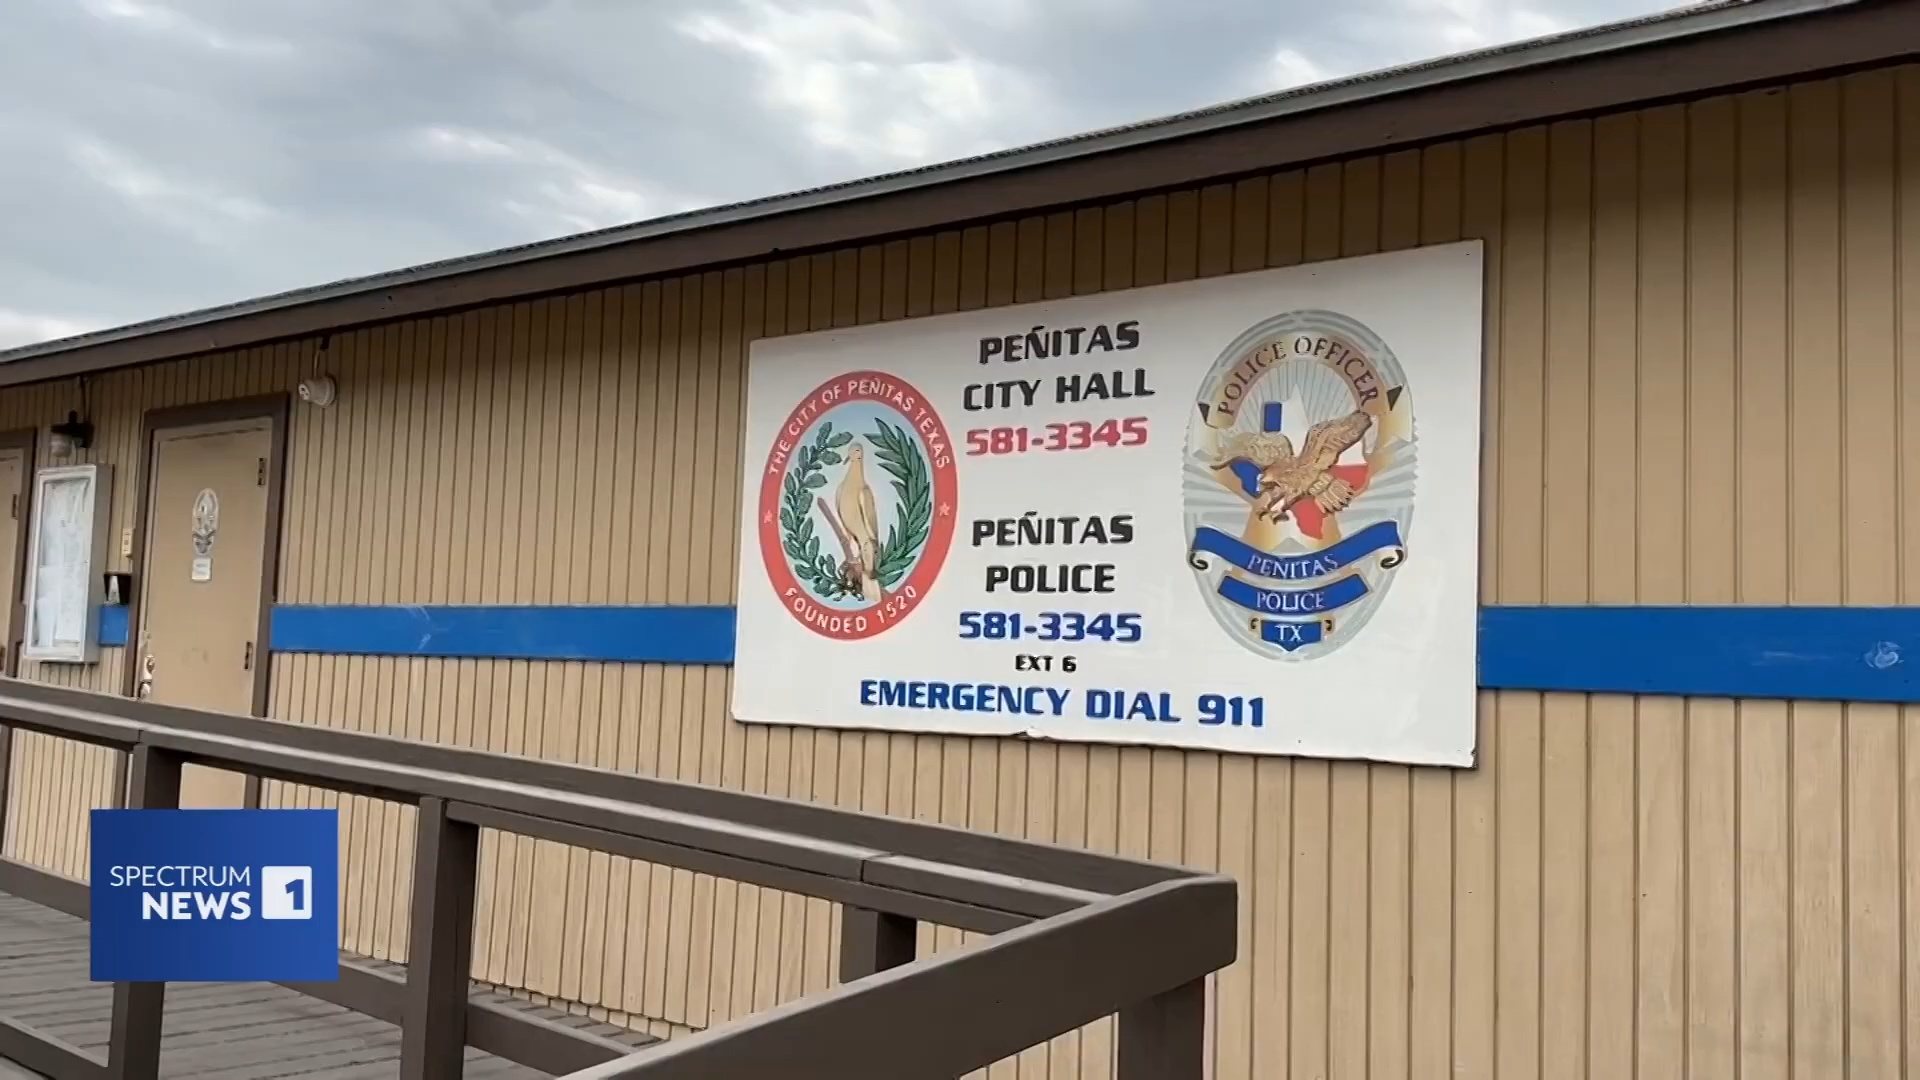 PEÑITAS
CITY HALL
581-3345
PEÑITAS
POLICE
581-3345
EXT 6
EMERGENCY DIAL 911
THE CITY OF PEÑITAS TEXAS
FOUNDED 1520
POLICE OFFICER
PEÑITAS
POLICE
TX
SPECTRUM
NEWS 1